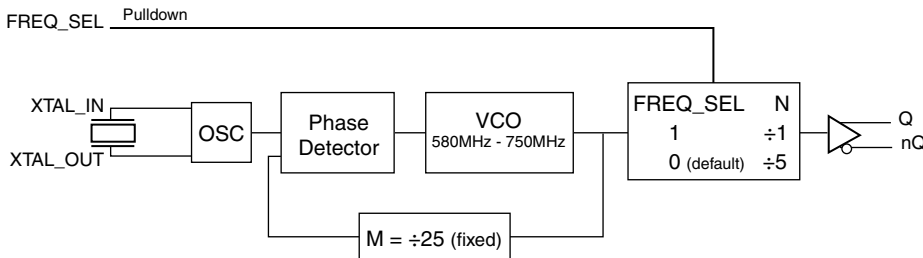 FREQ_SEL
Pulldown
XTAL_IN
XTAL_OUT
OSC
Phase
Detector
VCO
580MHz - 750MHz
FREQ_SEL N
1 ÷1
0 (default) ÷5
Q
nQ
M = ÷25 (fixed)